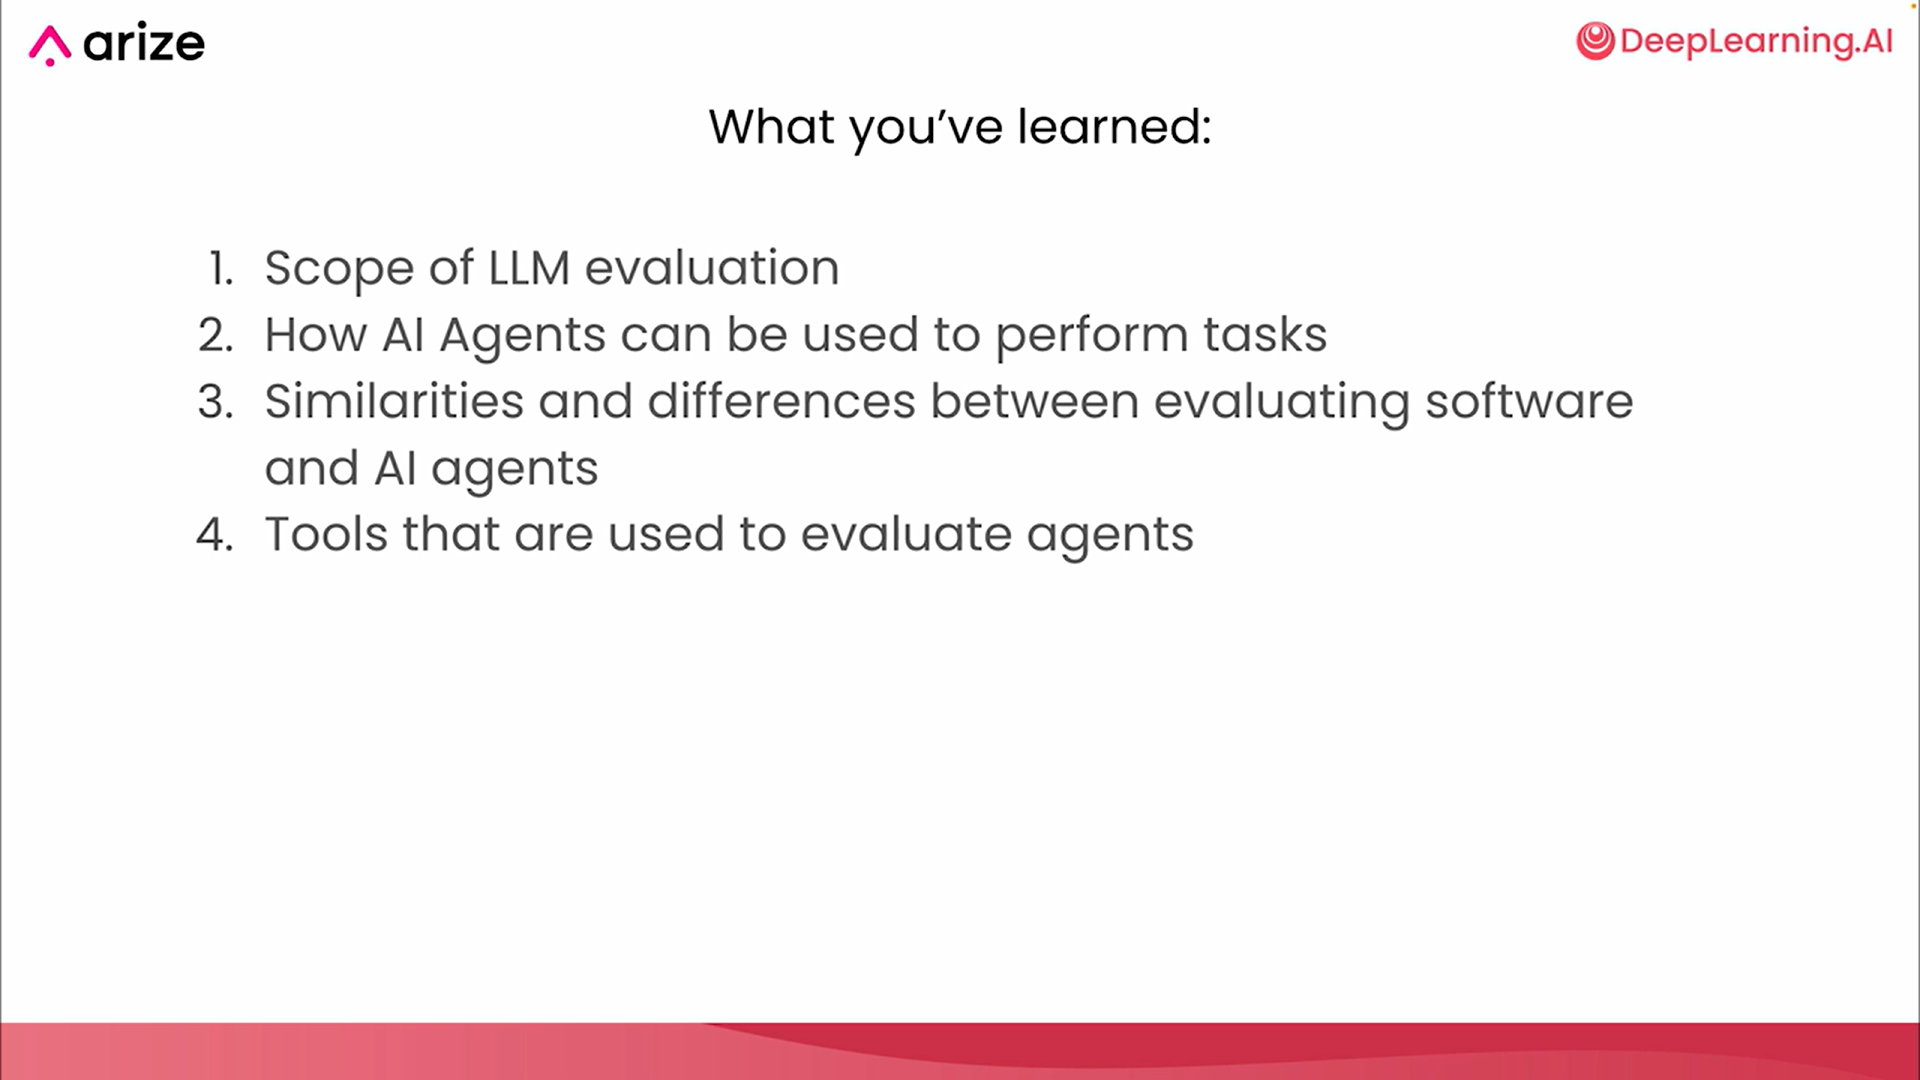 arize
DeepLearning.AI
What you’ve learned:
1. Scope of LLM evaluation
2. How AI Agents can be used to perform tasks
3. Similarities and differences between evaluating software
and AI agents
4. Tools that are used to evaluate agents